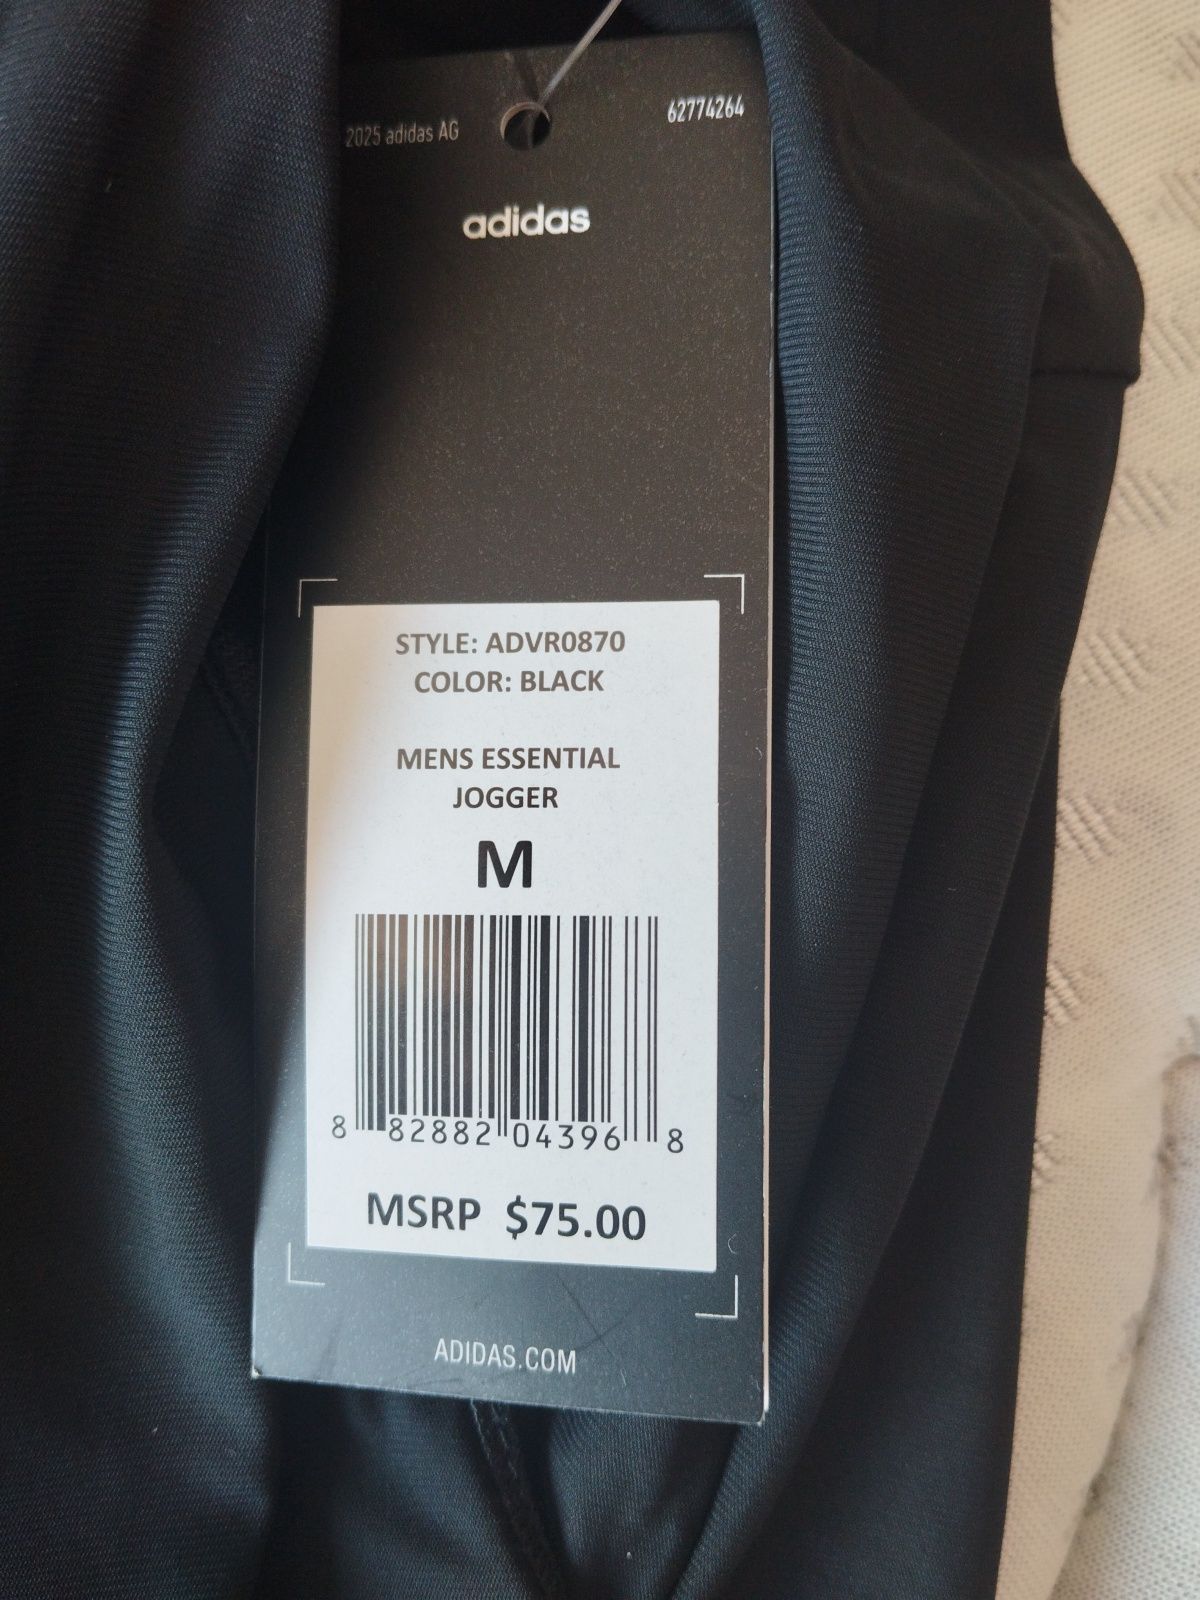 2025 adidas AG
62774264
adidas
STYLE: ADVR0870
COLOR: BLACK
MENS ESSENTIAL
JOGGER
M
8 82882 04396 8
MSRP $75.00
ADIDAS.COM